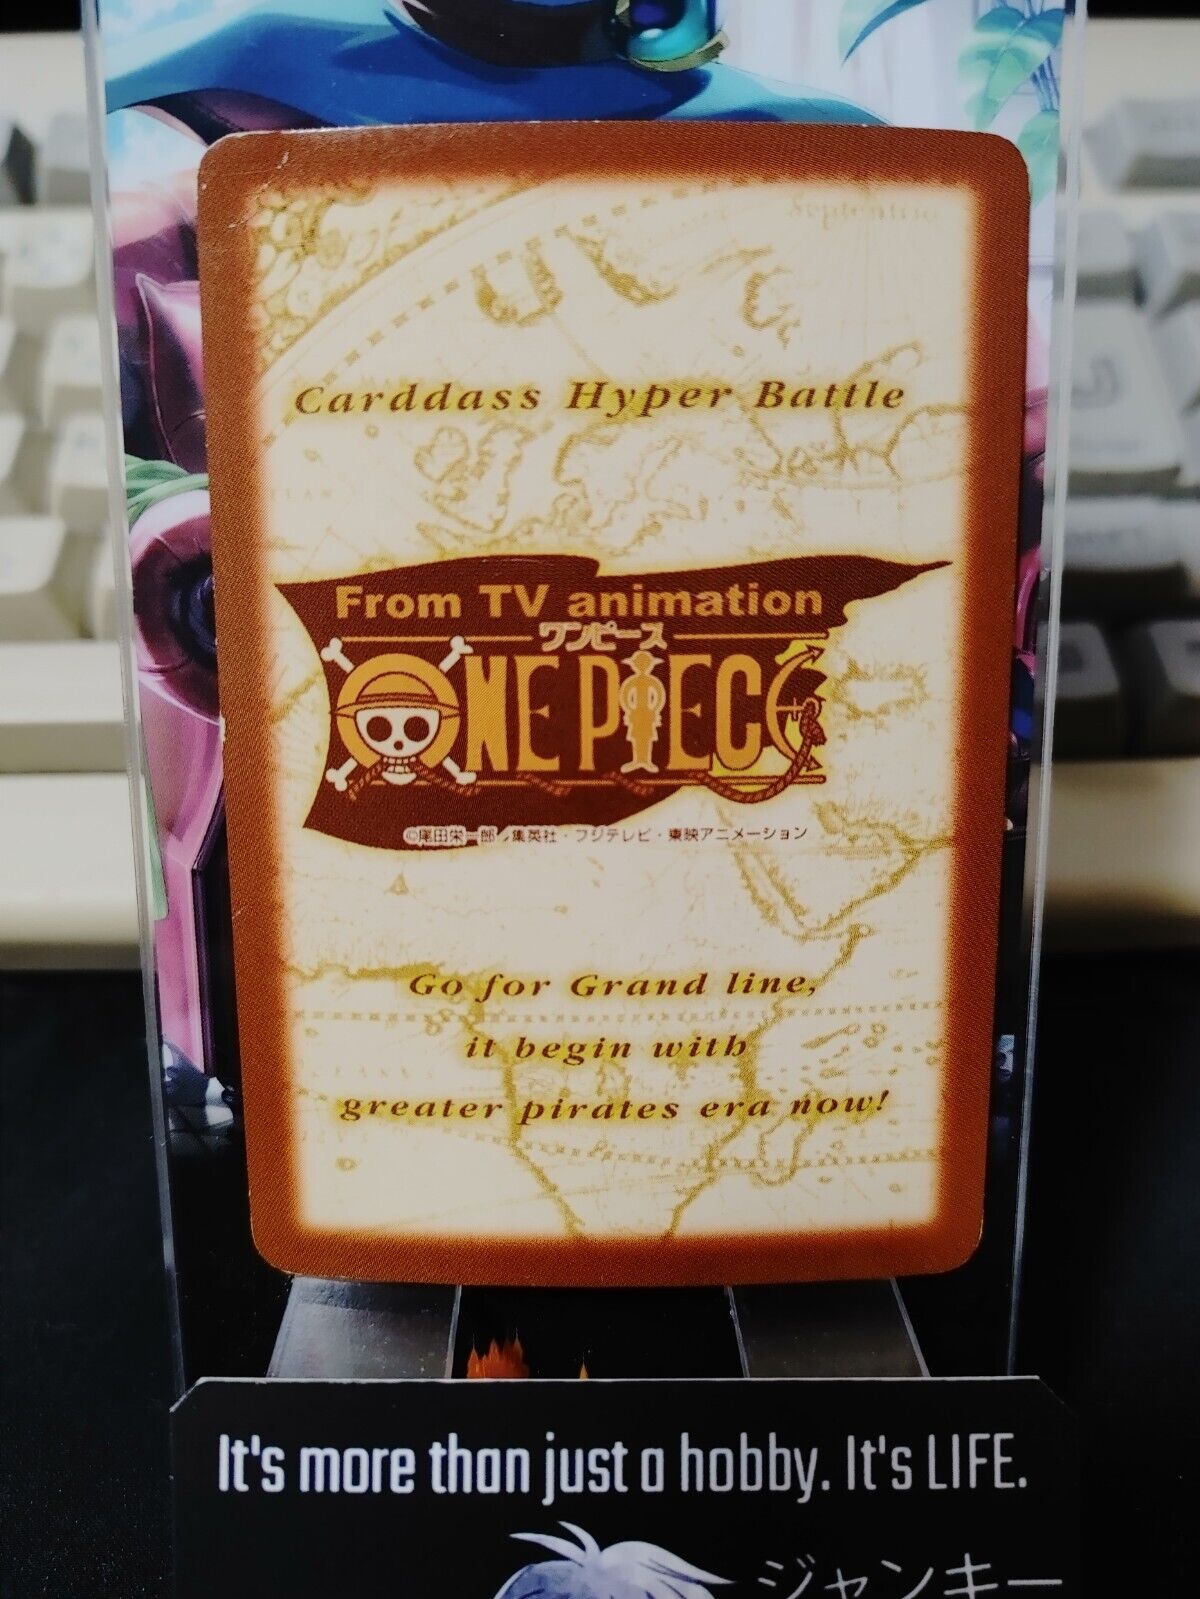 Septentrio
Carddass Hyper Battle
From TV animation
ワンピース
ONE PIECE
©尾田栄一郎／集英社・フジテレビ・東映アニメーション
Go for Grand line,
it begin with
greater pirates era now!
It's more than just a hobby. It's LIFE.
ジャンキー